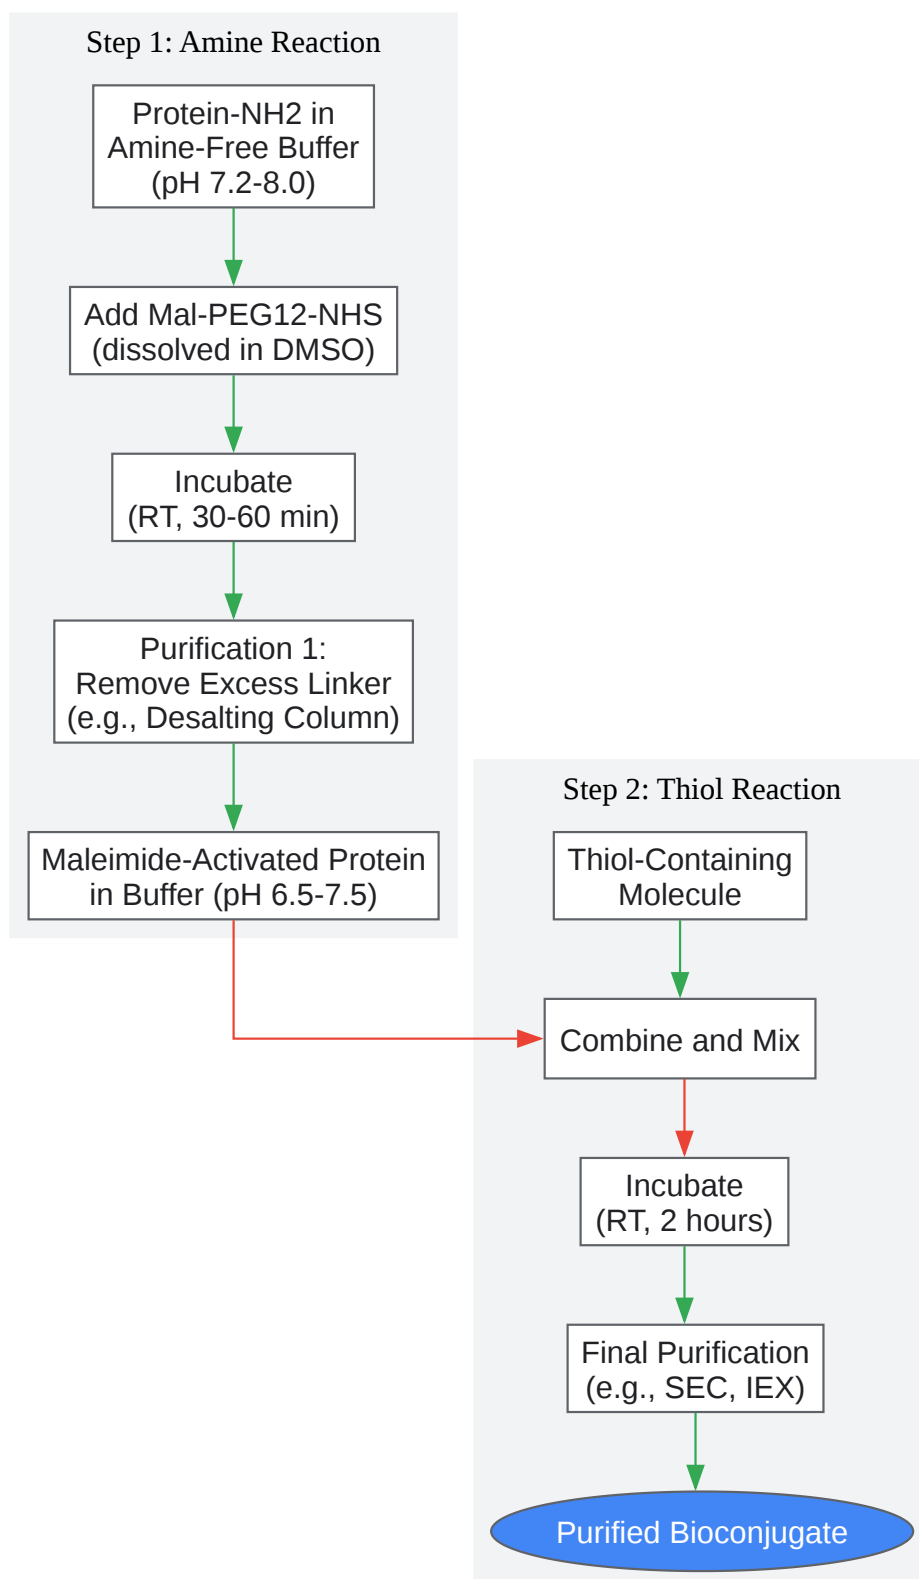 Step 1: Amine Reaction
Protein-NH2 in
Amine-Free Buffer
(pH 7.2-8.0)
Add Mal-PEG12-NHS
(dissolved in DMSO)
Incubate
(RT, 30-60 min)
Purification 1:
Remove Excess Linker
(e.g., Desalting Column)
Maleimide-Activated Protein
in Buffer (pH 6.5-7.5)
Step 2: Thiol Reaction
Thiol-Containing
Molecule
Combine and Mix
Incubate
(RT, 2 hours)
Final Purification
(e.g., SEC, IEX)
Purified Bioconjugate